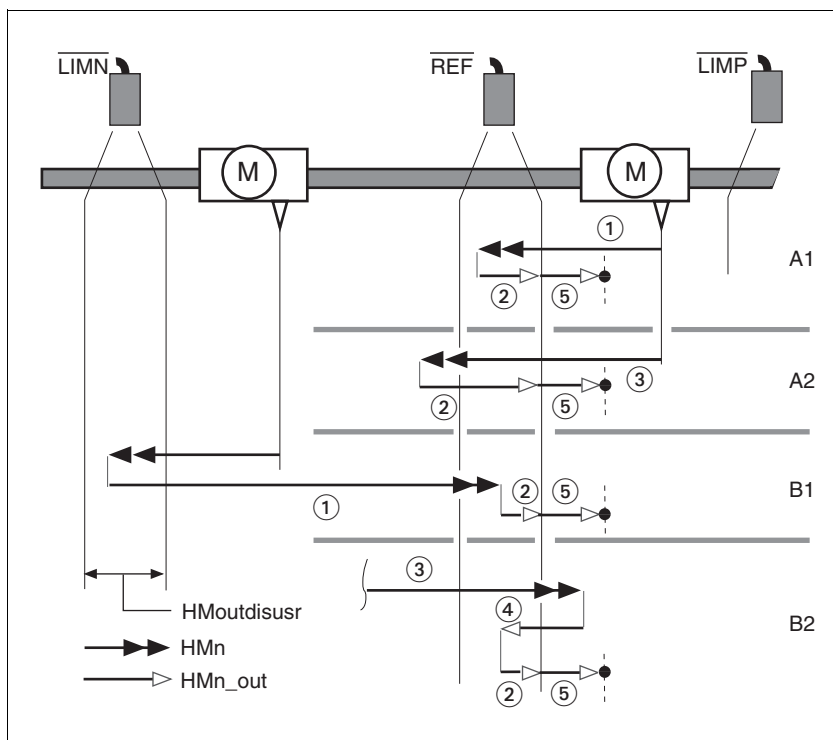 LIMN REF LIMP
M M
1
A1
2 5
3
A2
2 5
2 5
1
B1
3
HMoutdisusr
4
B2
HMn
HMn_out
2 5